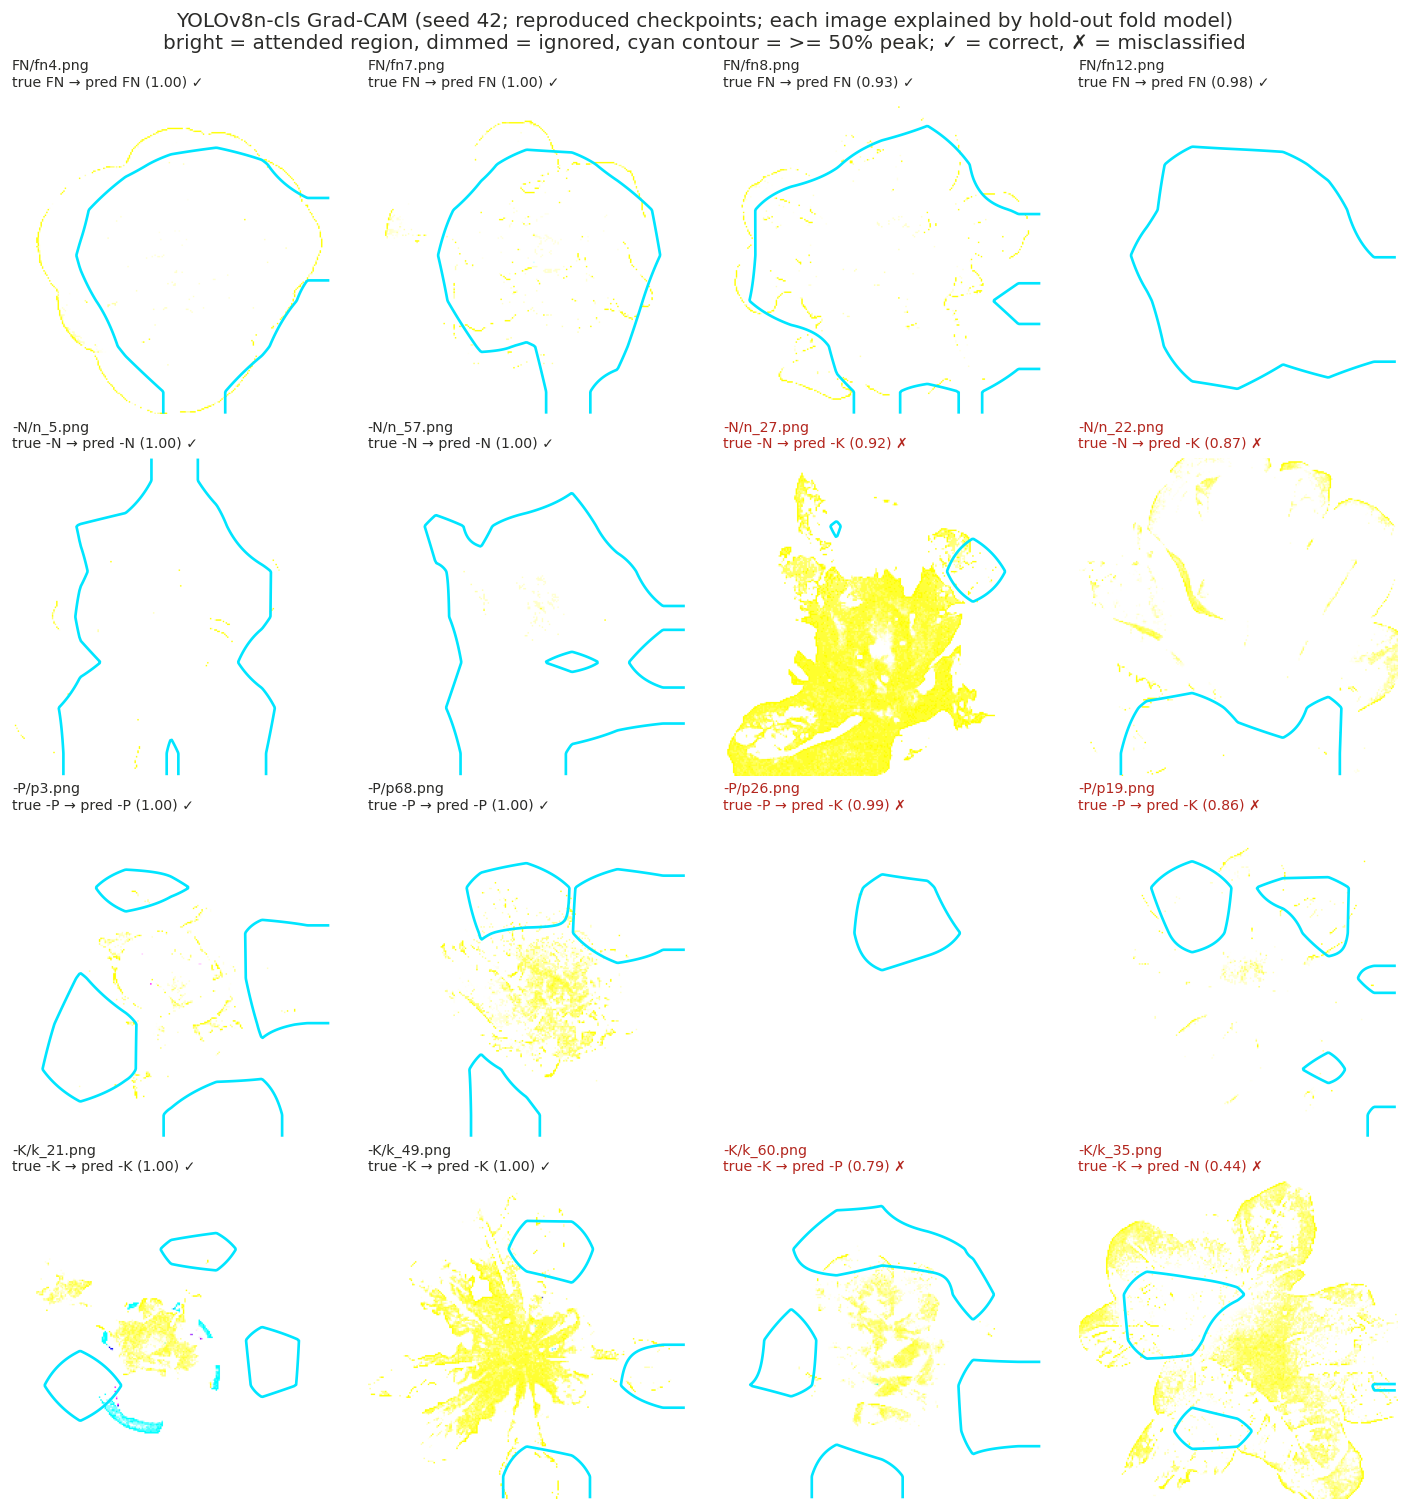 YOLOv8n-cls Grad-CAM (seed 42; reproduced checkpoints; each image explained by hold-out fold model)
bright = attended region, dimmed = ignored, cyan contour = >= 50% peak; ✓ = correct, ✗ = misclassified
FN/fn4.png
true FN → pred FN (1.00) ✓
FN/fn7.png
true FN → pred FN (1.00) ✓
FN/fn8.png
true FN → pred FN (0.93) ✓
FN/fn12.png
true FN → pred FN (0.98) ✓
-N/n_5.png
true -N → pred -N (1.00) ✓
-N/n_57.png
true -N → pred -N (1.00) ✓
-N/n_27.png
true -N → pred -K (0.92) ✗
-N/n_22.png
true -N → pred -K (0.87) ✗
-P/p3.png
true -P → pred -P (1.00) ✓
-P/p68.png
true -P → pred -P (1.00) ✓
-P/p26.png
true -P → pred -K (0.99) ✗
-P/p19.png
true -P → pred -K (0.86) ✗
-K/k_21.png
true -K → pred -K (1.00) ✓
-K/k_49.png
true -K → pred -K (1.00) ✓
-K/k_60.png
true -K → pred -P (0.79) ✗
-K/k_35.png
true -K → pred -N (0.44) ✗